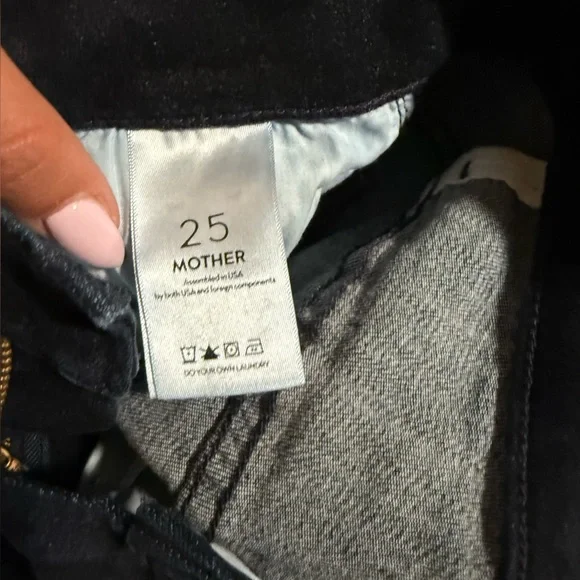 25
MOTHER
Assembled in USA
by both USA and foreign components
DO YOUR OWN LAUNDRY